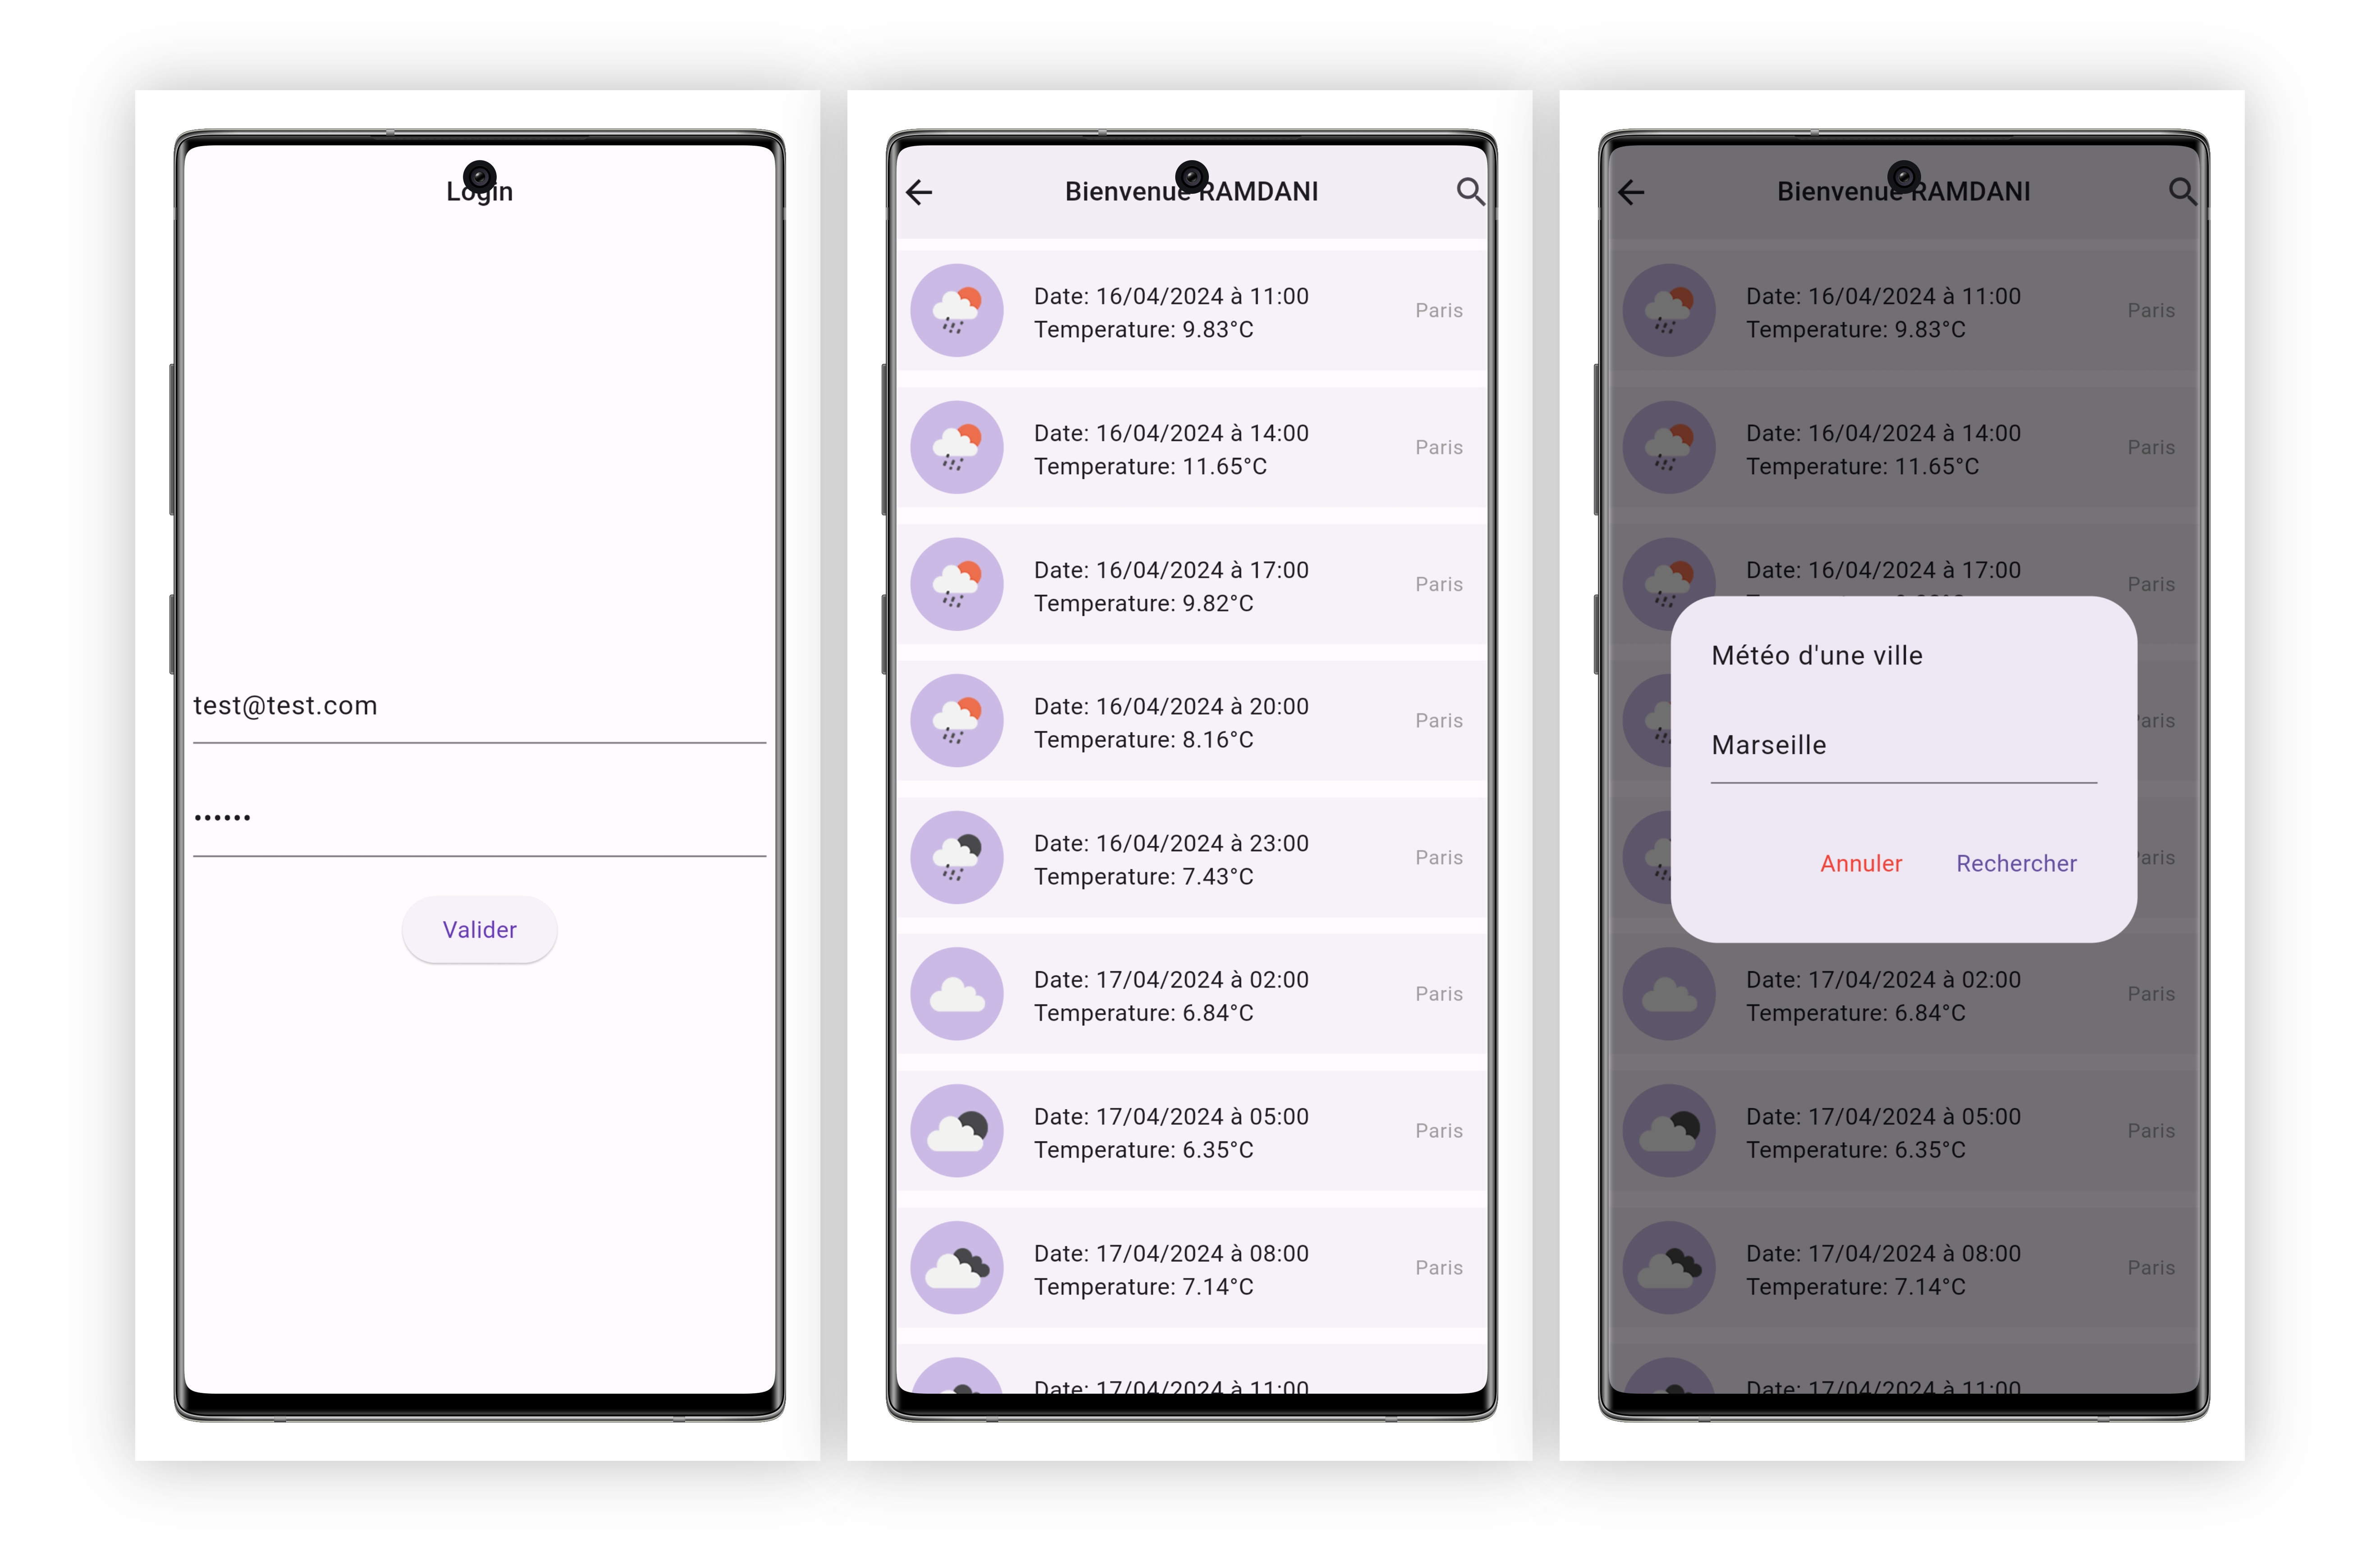 Login
test@test.com
••••••
Valider
Bienvenue RAMDANI
Date: 16/04/2024 à 11:00
Temperature: 9.83°C
Paris
Date: 16/04/2024 à 14:00
Temperature: 11.65°C
Paris
Date: 16/04/2024 à 17:00
Temperature: 9.82°C
Paris
Date: 16/04/2024 à 20:00
Temperature: 8.16°C
Paris
Date: 16/04/2024 à 23:00
Temperature: 7.43°C
Paris
Date: 17/04/2024 à 02:00
Temperature: 6.84°C
Paris
Date: 17/04/2024 à 05:00
Temperature: 6.35°C
Paris
Date: 17/04/2024 à 08:00
Temperature: 7.14°C
Paris
Date: 17/04/2024 à 11:00
Bienvenue RAMDANI
Date: 16/04/2024 à 11:00
Temperature: 9.83°C
Paris
Date: 16/04/2024 à 14:00
Temperature: 11.65°C
Paris
Date: 16/04/2024 à 17:00
Paris
Météo d'une ville
Marseille
Annuler
Rechercher
Date: 17/04/2024 à 02:00
Temperature: 6.84°C
Paris
Date: 17/04/2024 à 05:00
Temperature: 6.35°C
Paris
Date: 17/04/2024 à 08:00
Temperature: 7.14°C
Paris
Date: 17/04/2024 à 11:00